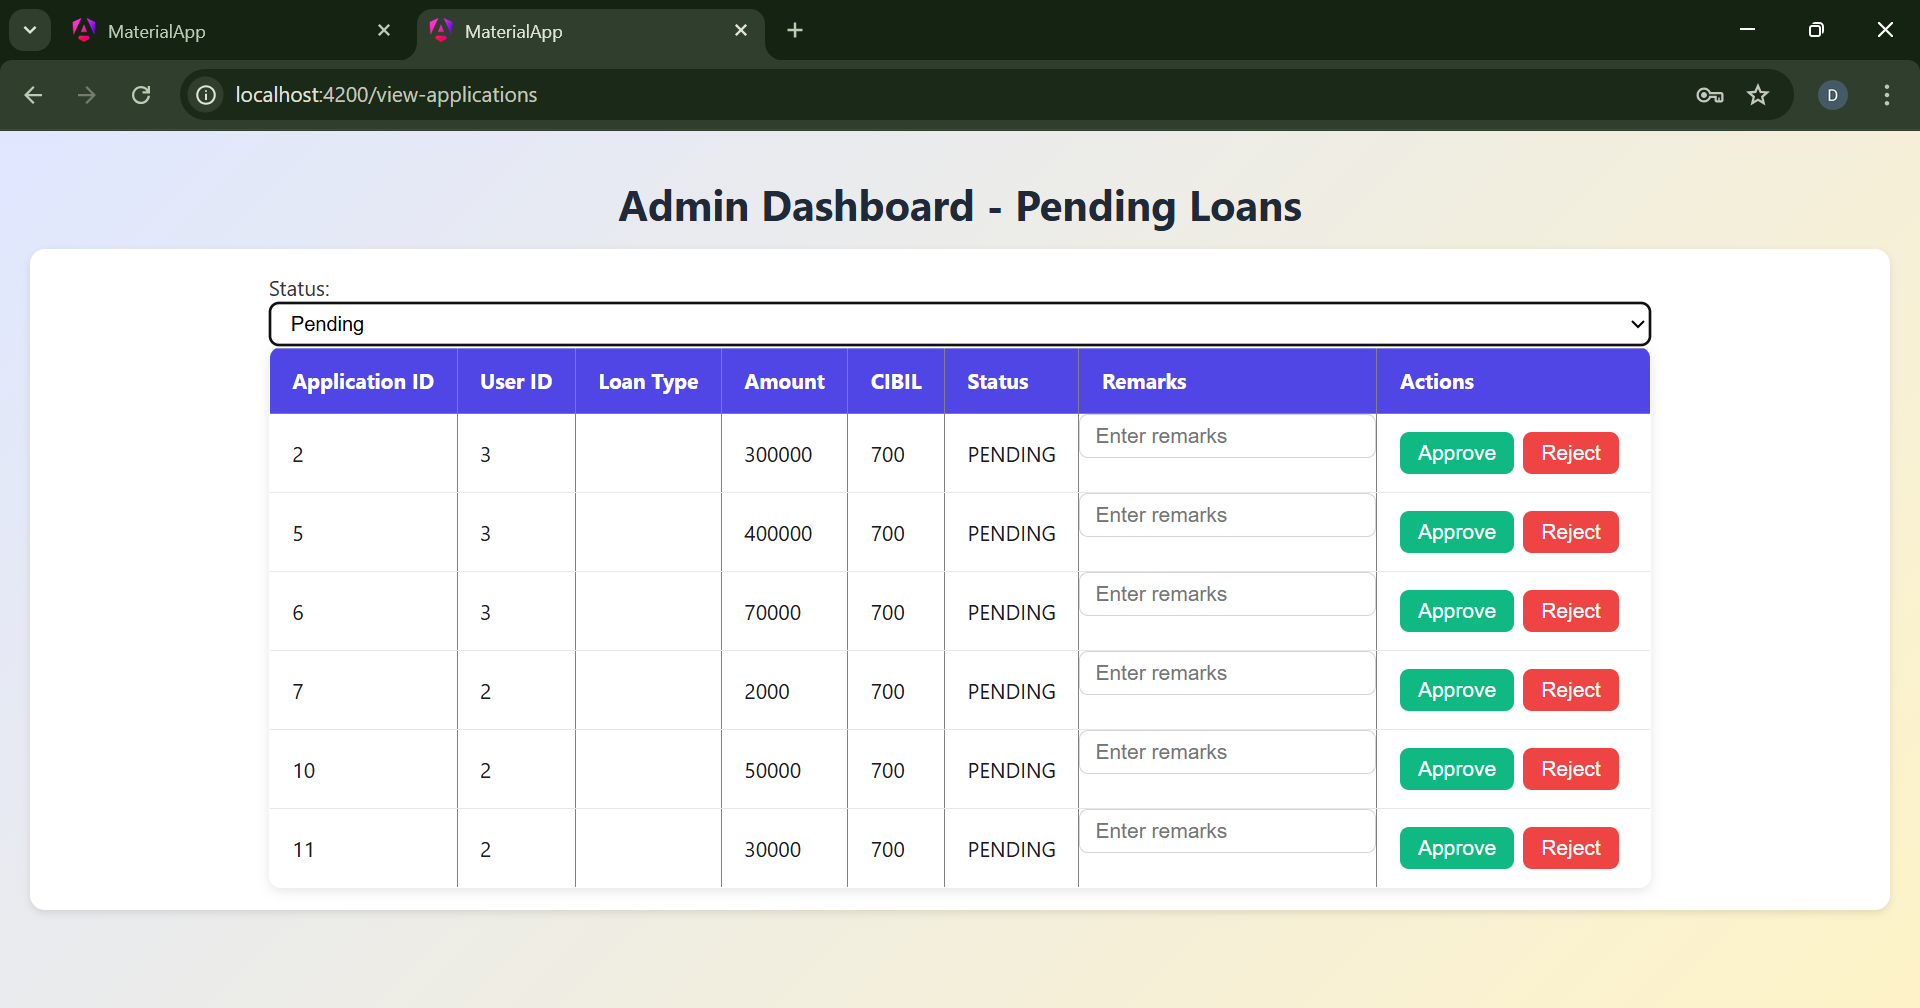 MaterialApp
MaterialApp
localhost:4200/view-applications
D
Admin Dashboard - Pending Loans
Status:
Pending
Application ID User ID Loan Type Amount CIBIL Status Remarks Actions
2 3 300000 700 PENDING Enter remarks Approve Reject
5 3 400000 700 PENDING Enter remarks Approve Reject
6 3 70000 700 PENDING Enter remarks Approve Reject
7 2 2000 700 PENDING Enter remarks Approve Reject
10 2 50000 700 PENDING Enter remarks Approve Reject
11 2 30000 700 PENDING Enter remarks Approve Reject